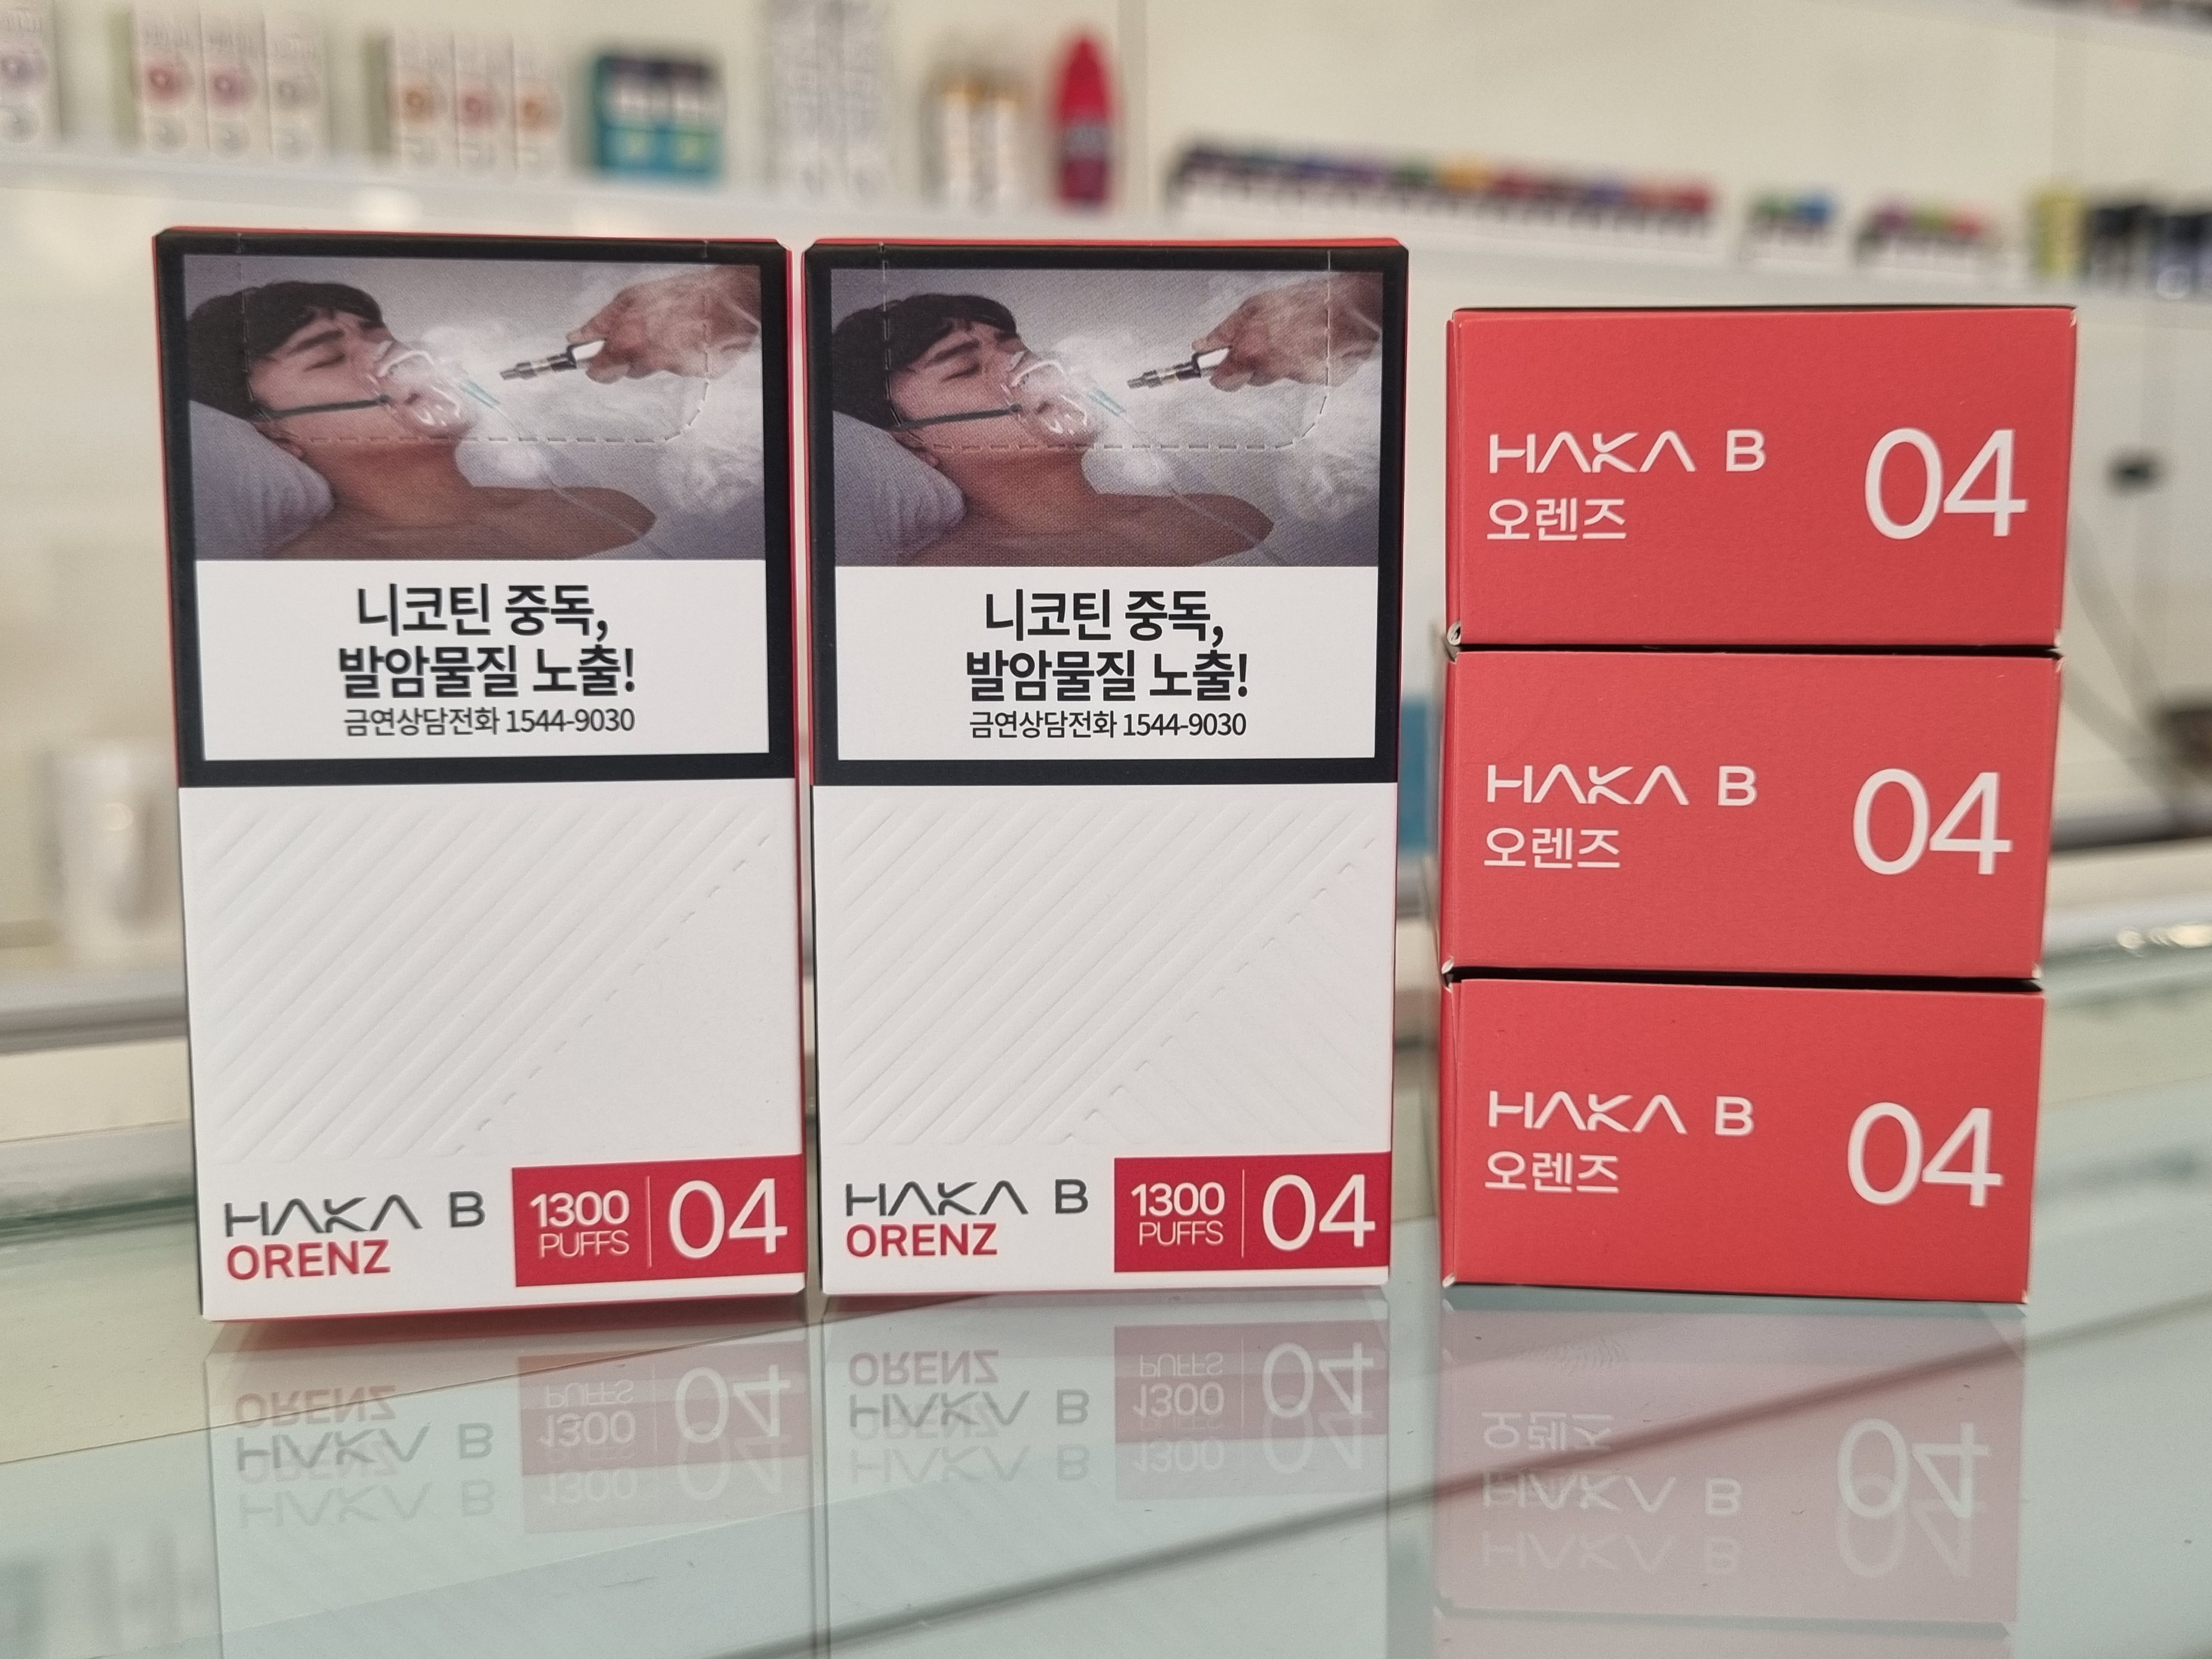 니코틴 중독,
발암물질 노출!
금연상담전화 1544-9030
HAKA B
ORENZ
1300
PUFFS
04
니코틴 중독,
발암물질 노출!
금연상담전화 1544-9030
HAKA B
ORENZ
1300
PUFFS
04
HAKA B
오렌즈
04
HAKA B
오렌즈
04
HAKA B
오렌즈
04